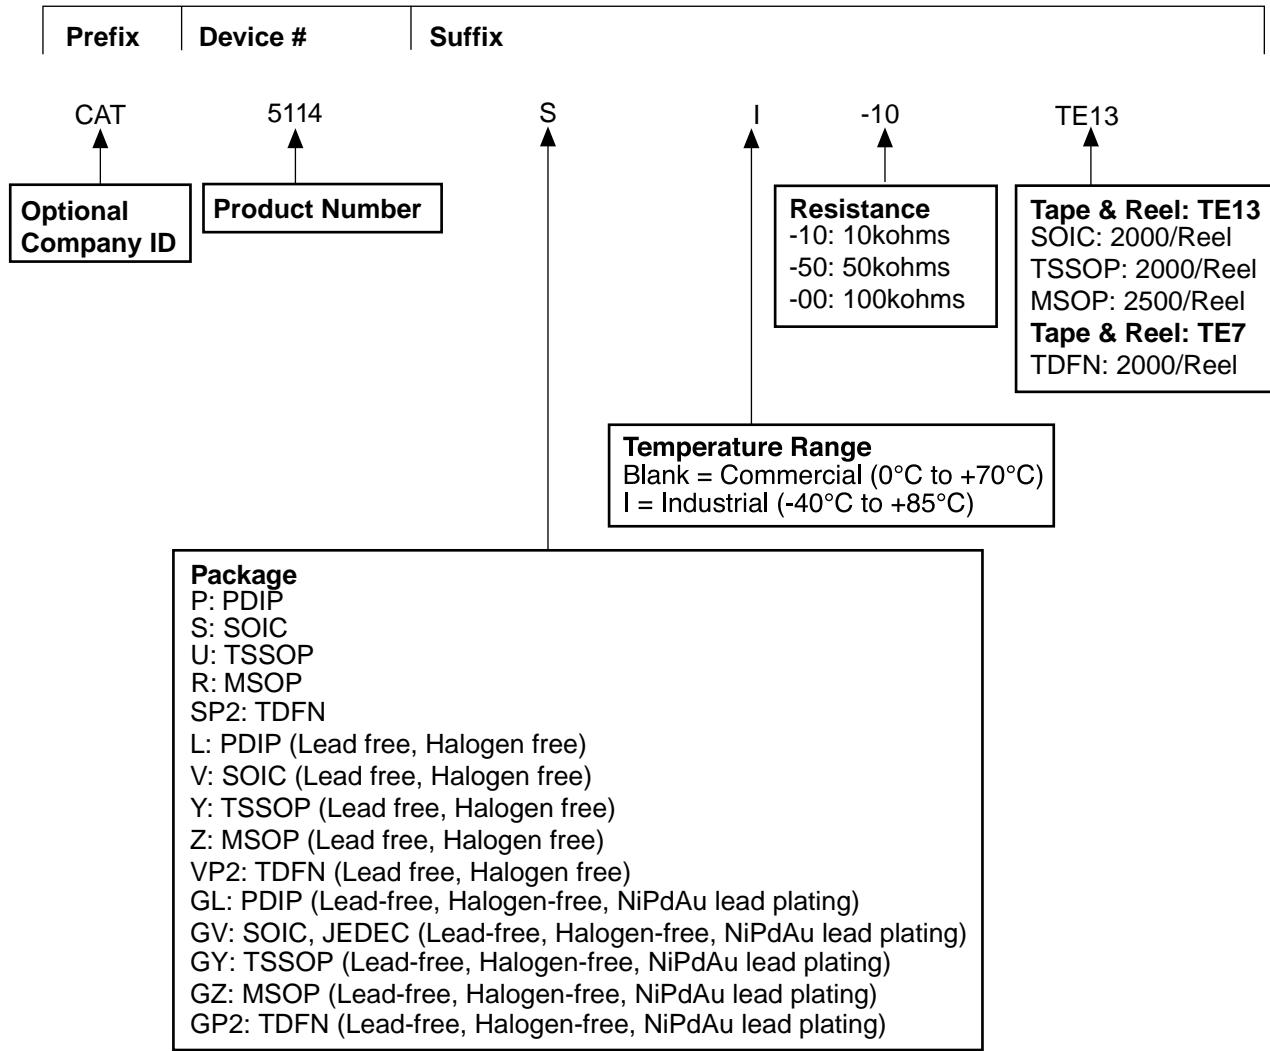 Prefix Device # Suffix
CAT 5114 S I -10 TE13
Optional
Company ID
Product Number
Resistance
-10: 10kohms
-50: 50kohms
-00: 100kohms
Tape & Reel: TE13
SOIC: 2000/Reel
TSSOP: 2000/Reel
MSOP: 2500/Reel
Tape & Reel: TE7
TDFN: 2000/Reel
Temperature Range
Blank = Commercial (0°C to +70°C)
I = Industrial (-40°C to +85°C)
Package
P: PDIP
S: SOIC
U: TSSOP
R: MSOP
SP2: TDFN
L: PDIP (Lead free, Halogen free)
V: SOIC (Lead free, Halogen free)
Y: TSSOP (Lead free, Halogen free)
Z: MSOP (Lead free, Halogen free)
VP2: TDFN (Lead free, Halogen free)
GL: PDIP (Lead-free, Halogen-free, NiPdAu lead plating)
GV: SOIC, JEDEC (Lead-free, Halogen-free, NiPdAu lead plating)
GY: TSSOP (Lead-free, Halogen-free, NiPdAu lead plating)
GZ: MSOP (Lead-free, Halogen-free, NiPdAu lead plating)
GP2: TDFN (Lead-free, Halogen-free, NiPdAu lead plating)